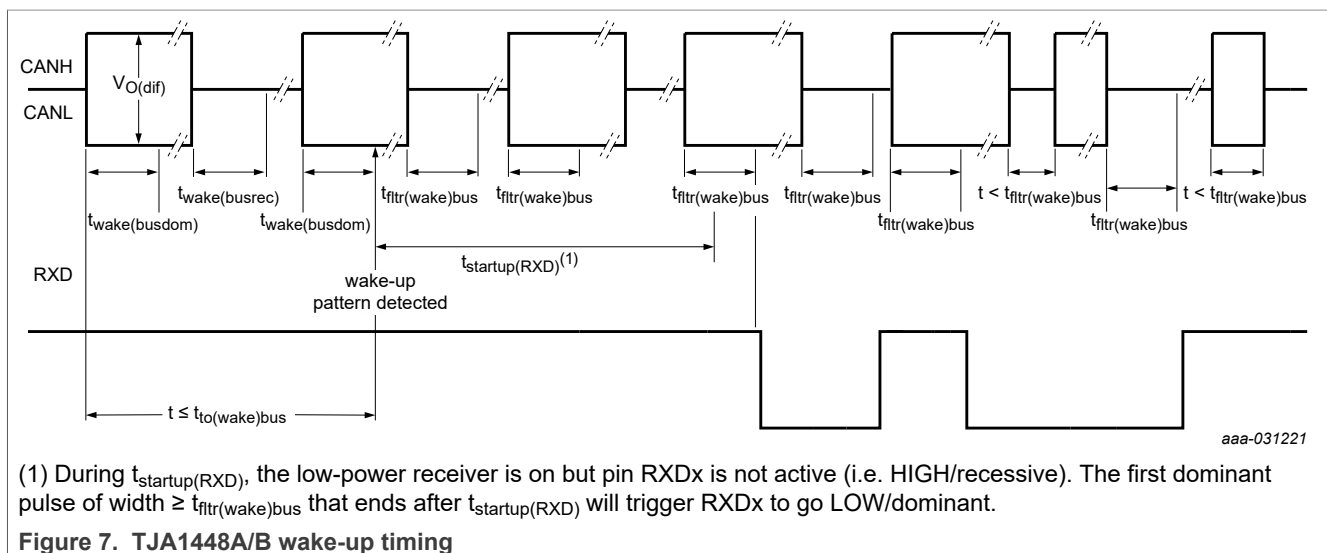 CANH
V_O(dif)
CANL
t_wake(busdom)
t_wake(busrec)
t_wake(busdom)
t_fltr(wake)bus
t_fltr(wake)bus
t_fltr(wake)bus
t_fltr(wake)bus
t_fltr(wake)bus
t < t_fltr(wake)bus
t_fltr(wake)bus
t < t_fltr(wake)bus
t_startup(RXD)^(1)
RXD
wake-up
pattern detected
t ≤ t_to(wake)bus
aaa-031221
(1) During t_startup(RXD), the low-power receiver is on but pin RXDx is not active (i.e. HIGH/recessive). The first dominant
pulse of width ≥ t_fltr(wake)bus that ends after t_startup(RXD) will trigger RXDx to go LOW/dominant.
Figure 7. TJA1448A/B wake-up timing